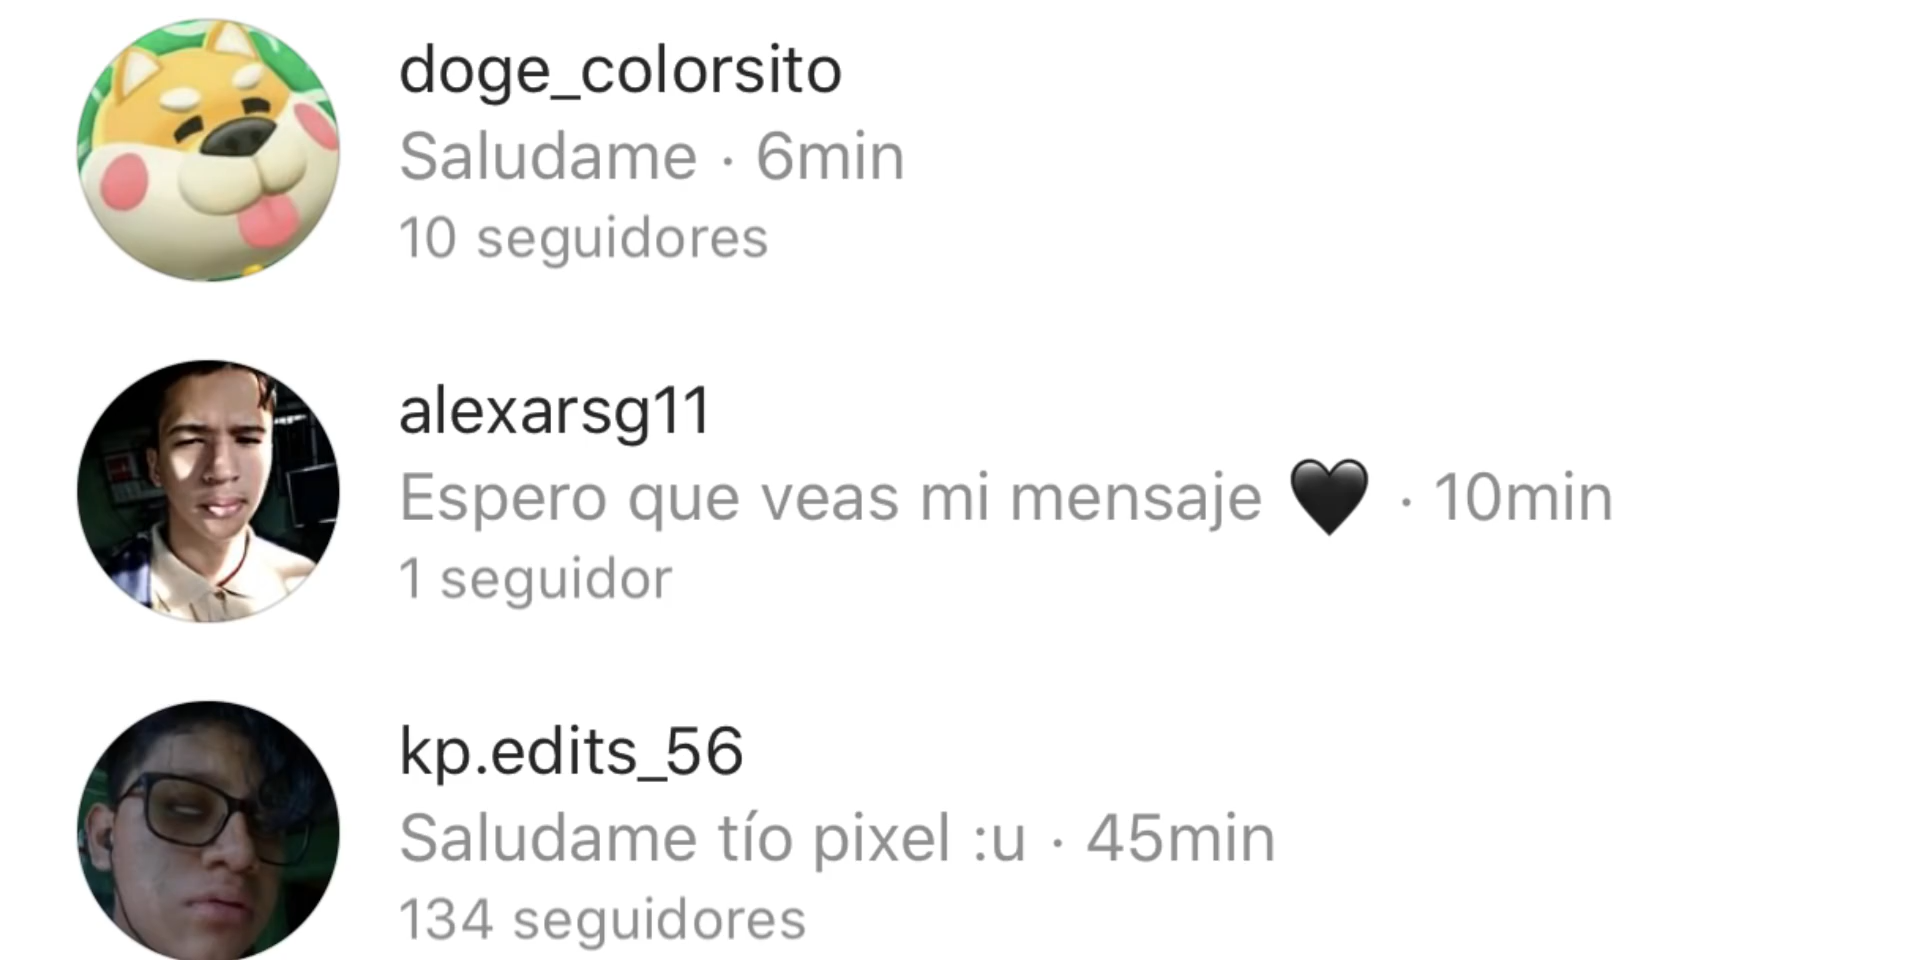 doge_colorsito
Saludame · 6min
10 seguidores
alexarsg11
Espero que veas mi mensaje 🖤 · 10min
1 seguidor
kp.edits_56
Saludame tío pixel :u · 45min
134 seguidores